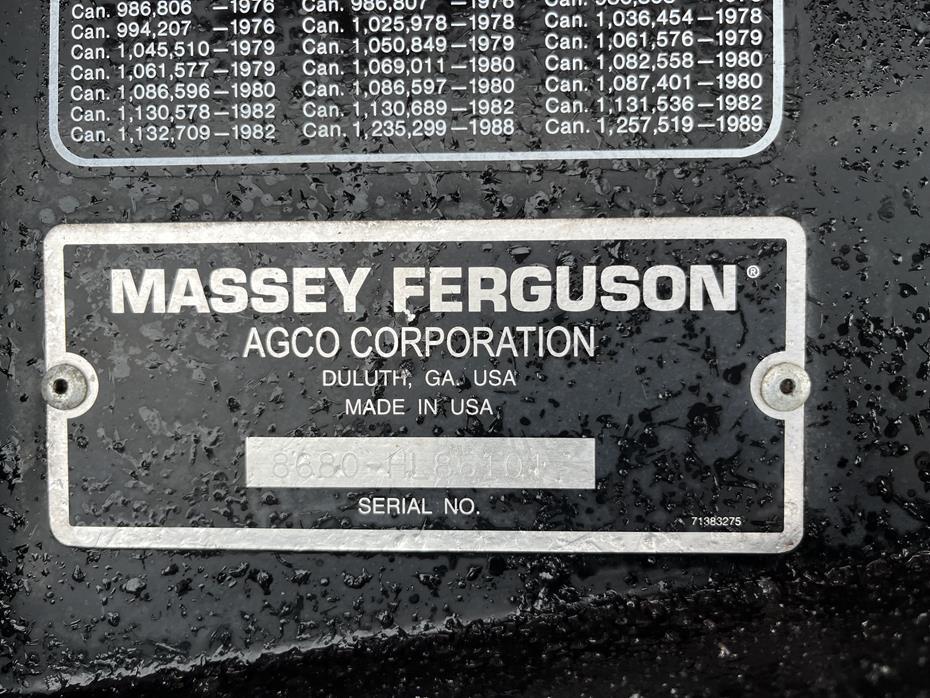 Can. 986,806 —1976 Can. 986,807 —1976
Can. 994,207 —1976 Can. 1,025,978—1978 Can. 1,036,454—1978
Can. 1,045,510—1979 Can. 1,050,849—1979 Can. 1,061,576—1979
Can. 1,061,577—1979 Can. 1,069,011—1980 Can. 1,082,558—1980
Can. 1,086,596—1980 Can. 1,086,597—1980 Can. 1,087,401—1980
Can. 1,130,578—1982 Can. 1,130,689—1982 Can. 1,131,536—1982
Can. 1,132,709—1982 Can. 1,235,299—1988 Can. 1,257,519—1989
MASSEY FERGUSON®
AGCO CORPORATION
DULUTH, GA. USA
MADE IN USA
SERIAL NO.
71383275